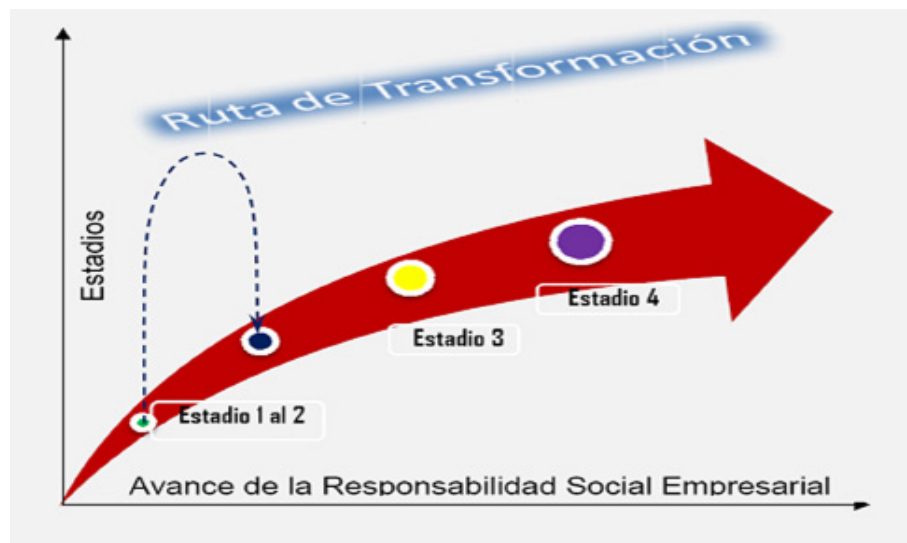 Ruta de Transformación
Estadios
Estadio 4
Estadio 3
Estadio 1 al 2
Avance de la Responsabilidad Social Empresarial